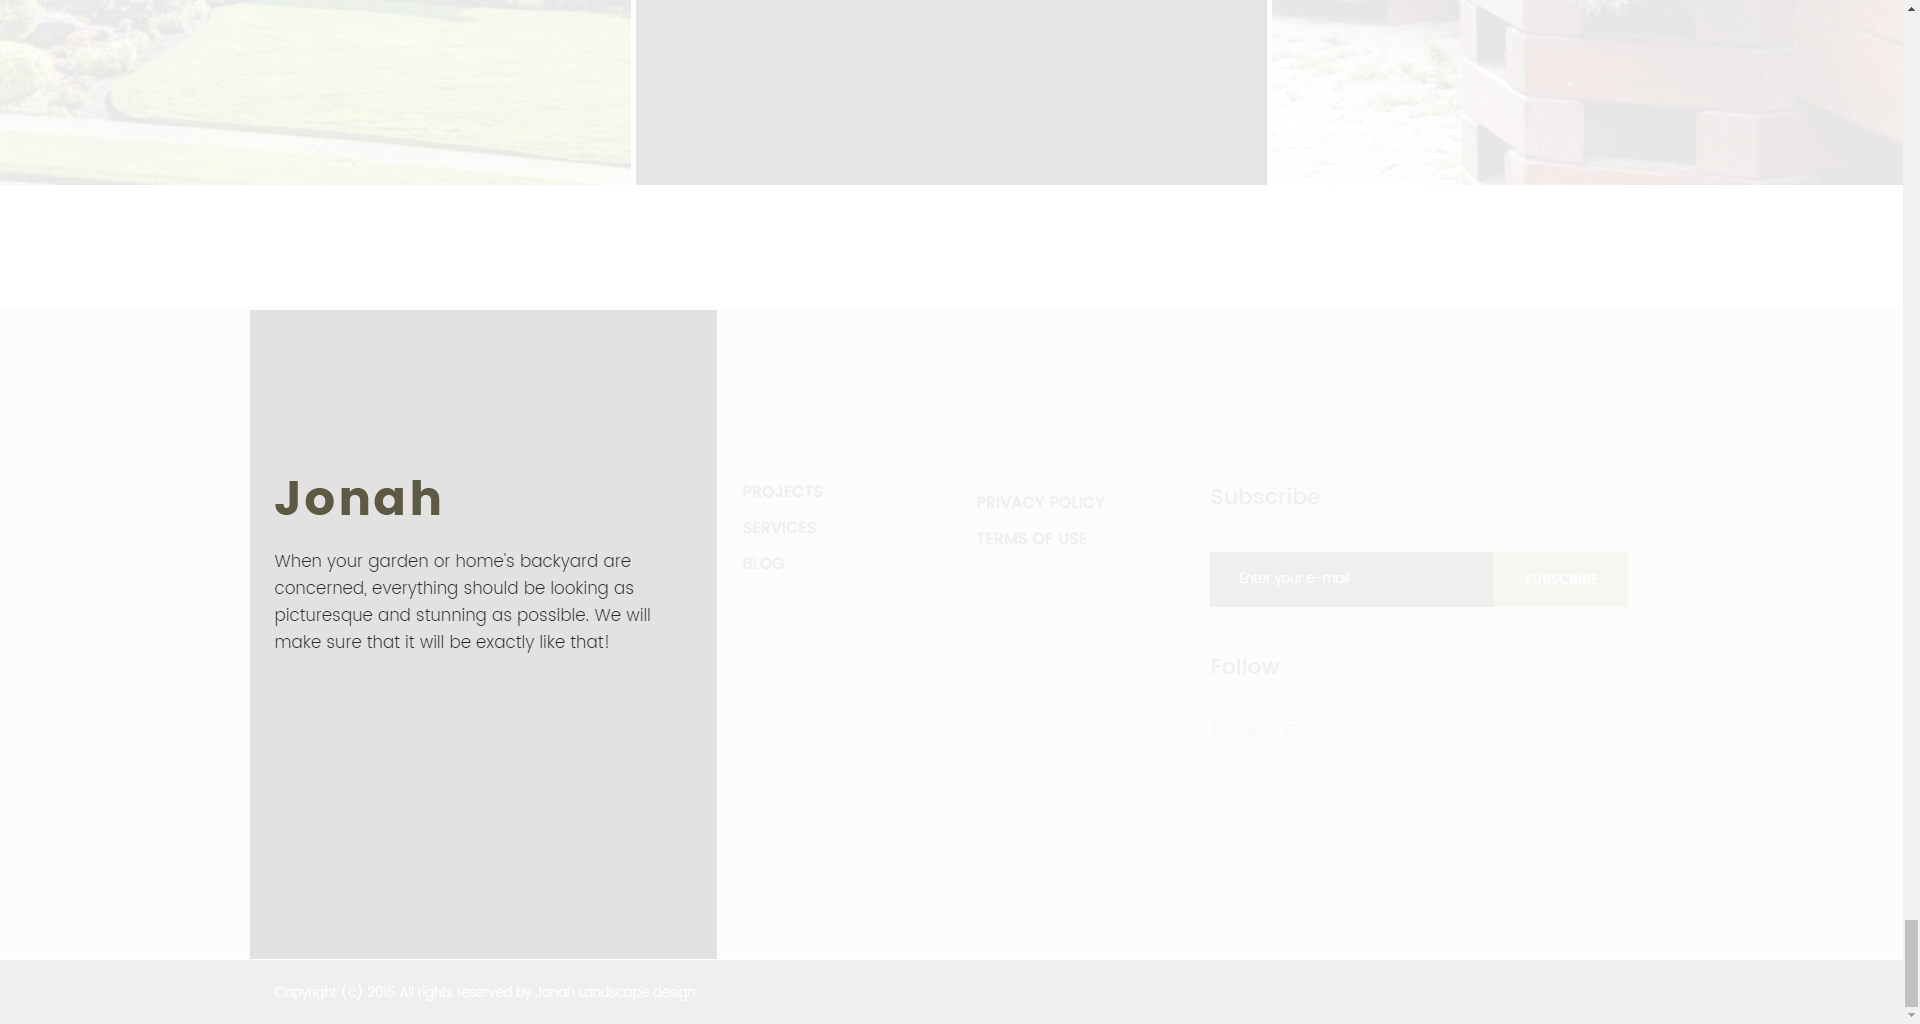 Jonah
When your garden or home's backyard are
concerned, everything should be looking as
picturesque and stunning as possible. We will
make sure that it will be exactly like that!
PROJECTS
SERVICES
BLOG
PRIVACY POLICY
TERMS OF USE
Subscribe
Enter your e-mail
SUBSCRIBE
Follow
Copyright (c) 2016 All rights reserved by Jonah Landscape design